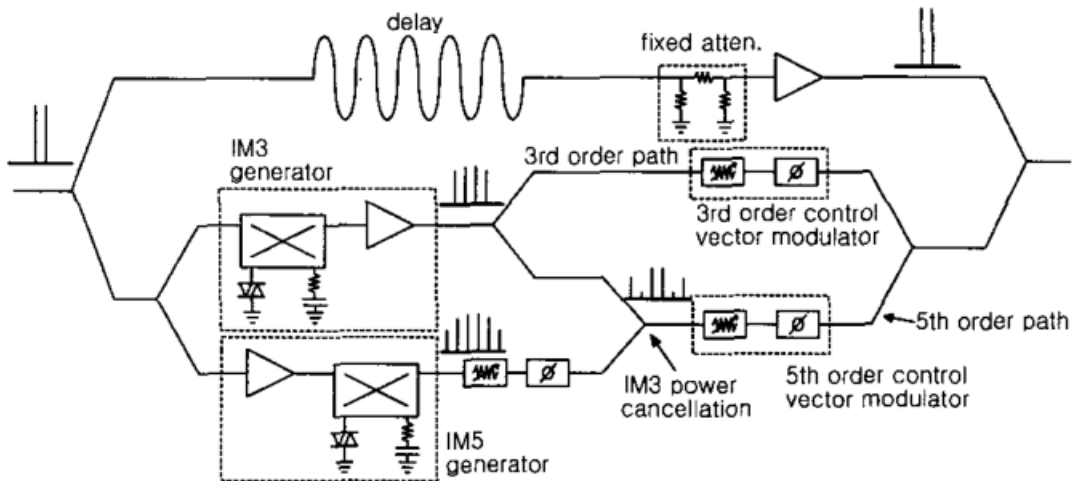 delay
fixed atten.
IM3
generator
3rd order path
3rd order control
vector modulator
5th order path
IM3 power
cancellation
5th order control
vector modulator
IM5
generator